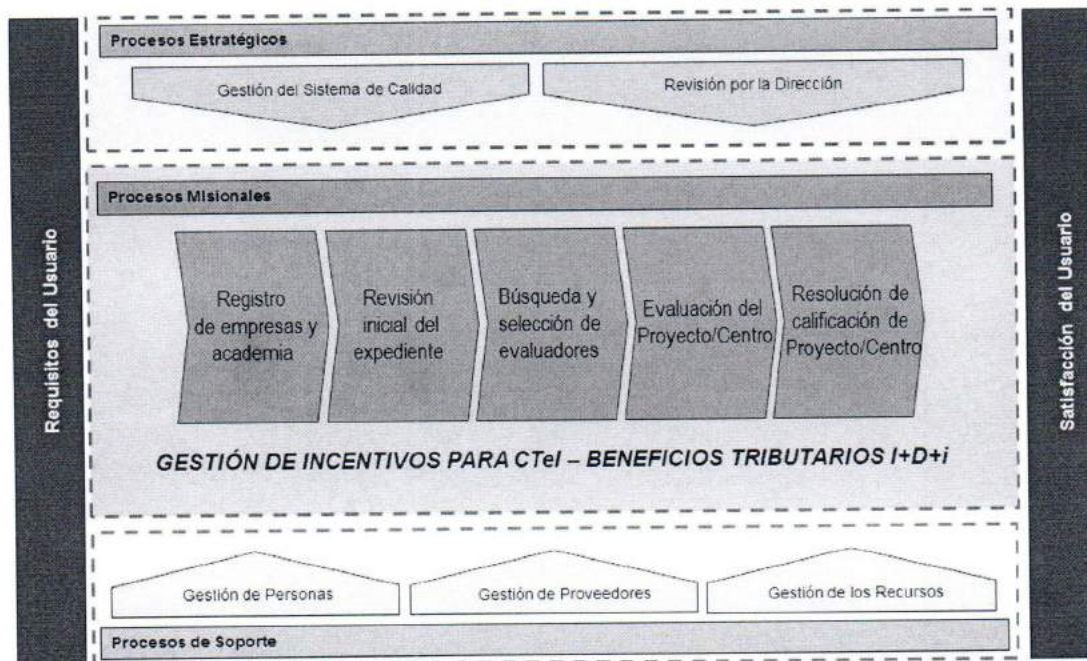 Requisitos del Usuario
Procesos Estratégicos
Gestión del Sistema de Calidad
Revisión por la Dirección
Procesos Misionales
Registro
de empresas y
academia
Revisión
inicial del
expediente
Búsqueda y
selección de
evaluadores
Evaluación del
Proyecto/Centro
Resolución de
calificación de
Proyecto/Centro
GESTIÓN DE INCENTIVOS PARA CTeI – BENEFICIOS TRIBUTARIOS I+D+i
Gestión de Personas
Gestión de Proveedores
Gestión de los Recursos
Procesos de Soporte
Satisfacción del Usuario